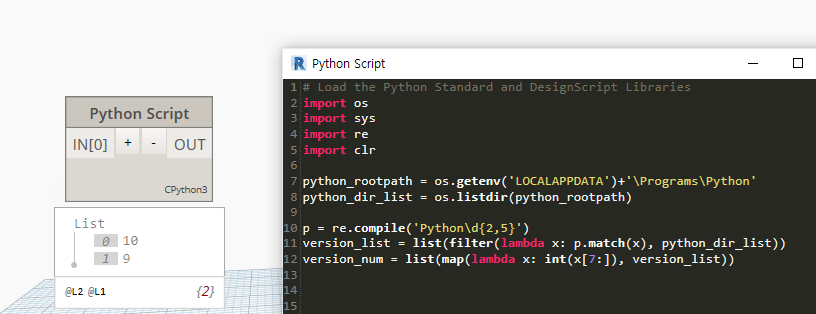 Python Script
IN[0] + - OUT
CPython3
List
0 10
1 9
@L2 @L1 {2}
R Python Script
1 # Load the Python Standard and DesignScript Libraries
2 import os
3 import sys
4 import re
5 import clr
6
7 python_rootpath = os.getenv('LOCALAPPDATA')+'\Programs\Python'
8 python_dir_list = os.listdir(python_rootpath)
9
10 p = re.compile('Python\d{2,5}')
11 version_list = list(filter(lambda x: p.match(x), python_dir_list))
12 version_num = list(map(lambda x: int(x[7:]), version_list))
13
14
15